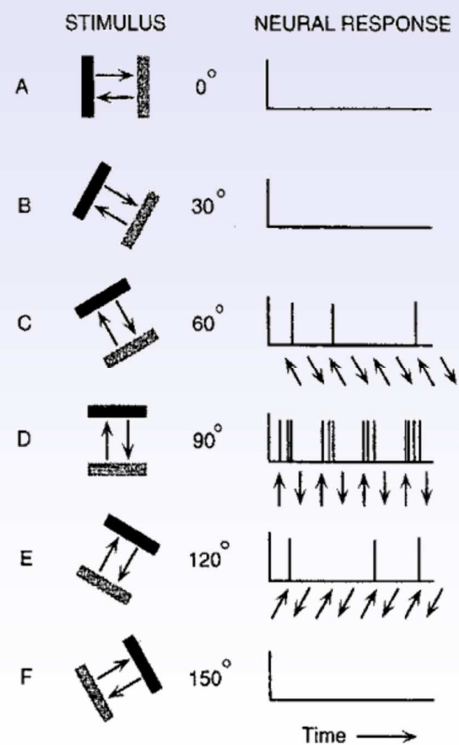 STIMULUS NEURAL RESPONSE
A 0°
B 30°
C 60°
D 90°
E 120°
F 150°
Time